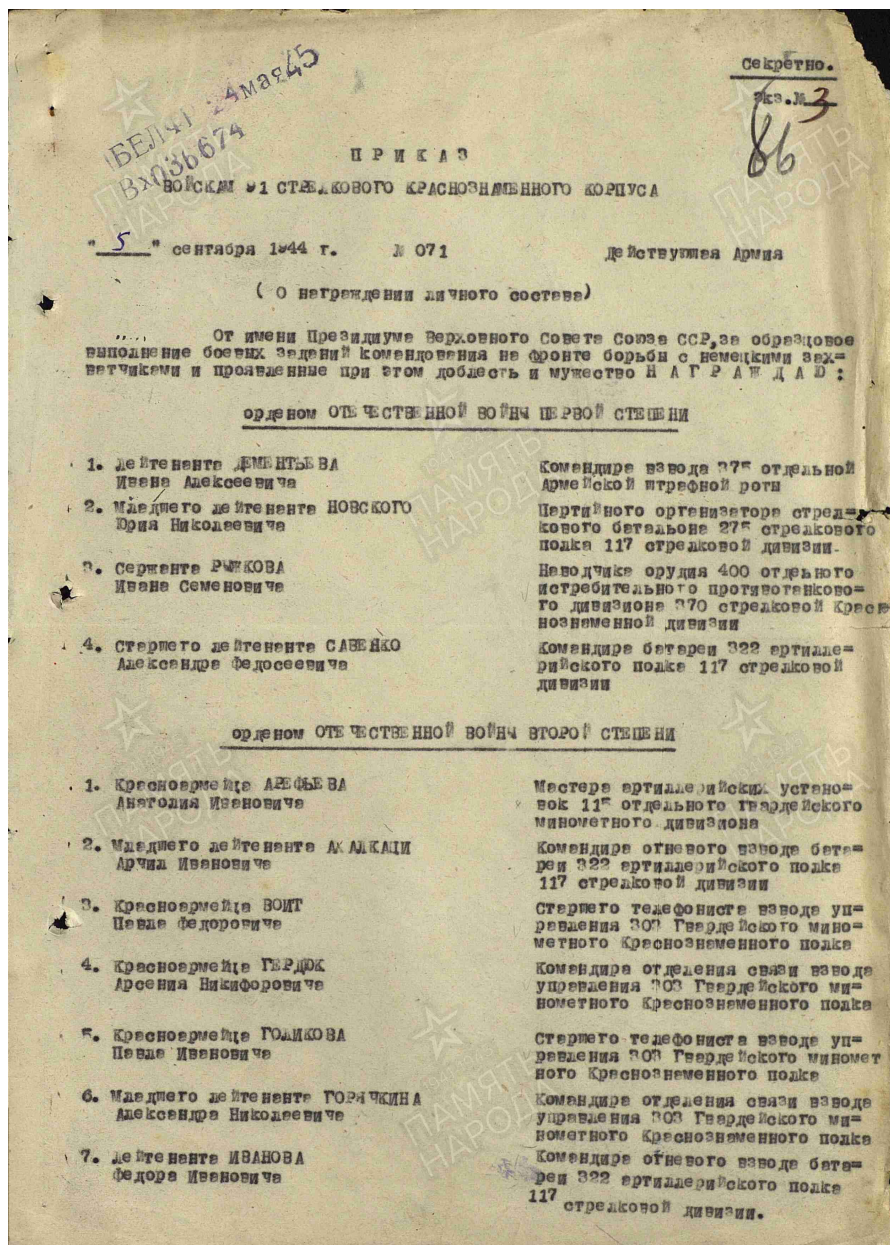 Секретно.
экз.№ 3
86
24 мая 45
Вх036674
П Р И К А З
ВОЙСКАМ 91 СТРЕЛКОВОГО КРАСНОЗНАМЕННОГО КОРПУСА
" 5 " сентября 1944 г. № 071 Действующая Армия
( О награждении личного состава)
От имени Президиума Верховного Совета Союза ССР,за образцовое
выполнение боевых заданий командования на фронте борьбы с немецкими зах=
ватчиками и проявленные при этом доблесть и мужество Н А Г Р А Ж Д А Ю :
орденом ОТЕЧЕСТВЕННОЙ ВОЙНЫ ПЕРВОЙ СТЕПЕНИ
1. Лейтенанта ДЕМЕНТЬЕВА Командира взвода 375 отдельной
Ивана Алексеевича Армейской штрафной роты
2. Младшего лейтенанта НОВСКОГО Партийного организатора стрел=
Юрия Николаевича кового батальона 275 стрелкового
полка 117 стрелковой дивизии.
3. Сержанта РЫЖКОВА Наводчика орудия 400 отдеьного
Ивана Семеновича истребительного противотанково=
го дивизиона 370 стрелковой Крас=
нознаменной дивизии
4. Старшего лейтенанта САВЕНКО Командира батареи 322 артилле=
Александра Федосеевича рийского полка 117 стрелковой
дивизии
орденом ОТЕЧЕСТВЕННОЙ ВОЙНЫ ВТОРОЙ СТЕПЕНИ
1. Красноармейца АРЕФЬЕВА Мастера артиллерийских устано=
Анатолия Ивановича вок 115 отдельного гвардейского
минометного дивизиона
2. Младшего лейтенанта АХАЛКАЦИ Командира огневого взвода бата=
Арчил Ивановича реи 322 артиллерийского полка
117 стрелковой дивизии
3. Красноармейца ВОИТ Старшего телефониста взвода уп=
Павла Федоровича равления 303 Гвардейского мино=
метного Краснознаменного полка
4. Красноармейца ГЕРДЮК Командира отделения связи взвода
Арсения Никифоровича управления 303 Гвардейского ми=
нометного Краснознаменного полка
5. Красноармейца ГОЛИКОВА Старшего телефониста взвода уп=
Павла Ивановича равления 303 Гвардейского миномет
ного Краснознаменного полка
6. Младшего лейтенанта ГОРЯЧКИНА Командира отделения связи взвода
Александра Николаевича управления 303 Гвардейского ми=
нометного Краснознаменного полка
7. Лейтенанта ИВАНОВА Командира огневого взвода бата=
Федора Ивановича реи 322 артиллерийского полка
117 стрелковой дивизии.
ПАМЯТЬ НАРОДА